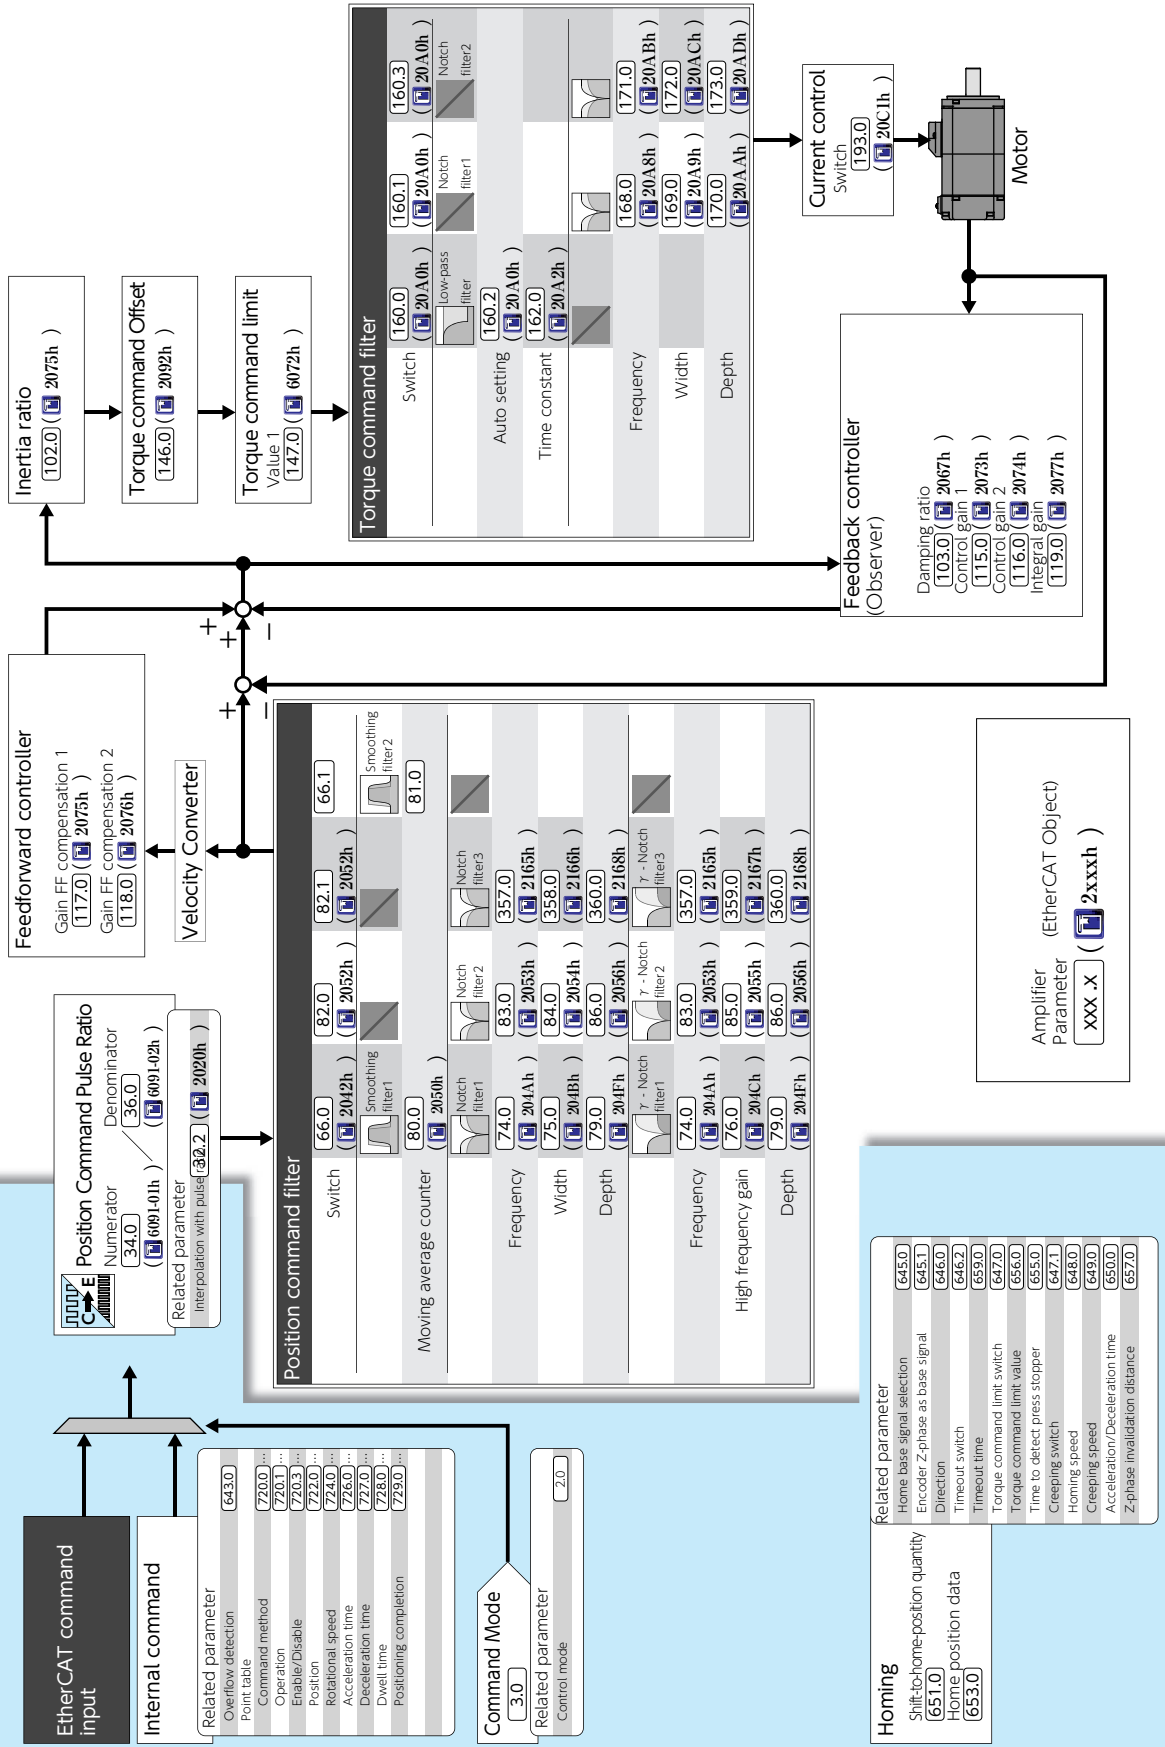 EtherCAT command
input
Internal command
Related parameter
Overflow detection 643.0
Point table
Command method 720.0 ...
Operation 720.1 ...
Enable/Disable 720.3 ...
Position 722.0 ...
Rotational speed 724.0 ...
Acceleration time 726.0 ...
Deceleration time 727.0 ...
Dwell time 728.0 ...
Positioning completion 729.0 ...
Command Mode
3.0
Related parameter
Control mode 2.0
Homing
Shift-to-home-position quantity
651.0
Home position data
653.0
Related parameter
Home base signal selection 645.0
Encoder Z-phase as base signal 645.1
Direction 646.0
Timeout switch 646.2
Timeout time 659.0
Torque command limit switch 647.0
Torque command limit value 656.0
Time to detect press stopper 655.0
Creeping switch 647.1
Homing speed 648.0
Creeping speed 649.0
Acceleration/Deceleration time 650.0
Z-phase invalidation distance 657.0
C E
Position Command Pulse Ratio
Numerator Denominator
34.0 36.0
(6091-01h) (6091-02h)
Related parameter
Interpolation with pulse ratio 32.2 ( 2020h )
Position command filter
Switch 66.0 82.0 82.1 66.1
( 2042h ) ( 2052h ) ( 2052h )
Smoothing
filter1
Smoothing
filter2
Moving average counter 80.0 81.0
( 2050h )
Notch
filter1
Notch
filter2
Notch
filter3
Frequency 74.0 83.0 357.0
( 204Ah ) ( 2053h ) ( 2165h )
Width 75.0 84.0 358.0
( 204Bh ) ( 2054h ) ( 2166h )
Depth 79.0 86.0 360.0
( 204Fh ) ( 2056h ) ( 2168h )
γ - Notch
filter1
γ - Notch
filter2
γ - Notch
filter3
Frequency 74.0 83.0 357.0
( 204Ah ) ( 2053h ) ( 2165h )
High frequency gain 76.0 85.0 359.0
( 204Ch ) ( 2055h ) ( 2167h )
Depth 79.0 86.0 360.0
( 204Fh ) ( 2056h ) ( 2168h )
Feedforward controller
Gain FF compensation 1
117.0 ( 2075h )
Gain FF compensation 2
118.0 ( 2076h )
Velocity Converter
+
−
+
+
−
Inertia ratio
102.0 ( 2075h )
Torque command Offset
146.0 ( 2092h )
Torque command limit
Value 1
147.0 ( 6072h )
Torque command filter
Switch 160.0 160.1 160.3
( 20A0h ) ( 20A0h ) ( 20A0h )
Low-pass
filter
Notch
filter1
Notch
filter2
Auto setting 160.2
( 20A0h )
Time constant 162.0
( 20A2h )
Frequency 168.0 171.0
( 20A8h ) ( 20ABh )
Width 169.0 172.0
( 20A9h ) ( 20ACh )
Depth 170.0 173.0
( 20AAh ) ( 20ADh )
Current control
Switch
193.0
( 20C1h )
Motor
Feedback controller
(Observer)
Damping ratio
103.0 ( 2067h )
Control gain 1
115.0 ( 2073h )
Control gain 2
116.0 ( 2074h )
Integral gain
119.0 ( 2077h )
Amplifier
Parameter (EtherCAT Object)
xxx .x ( 2xxxh )